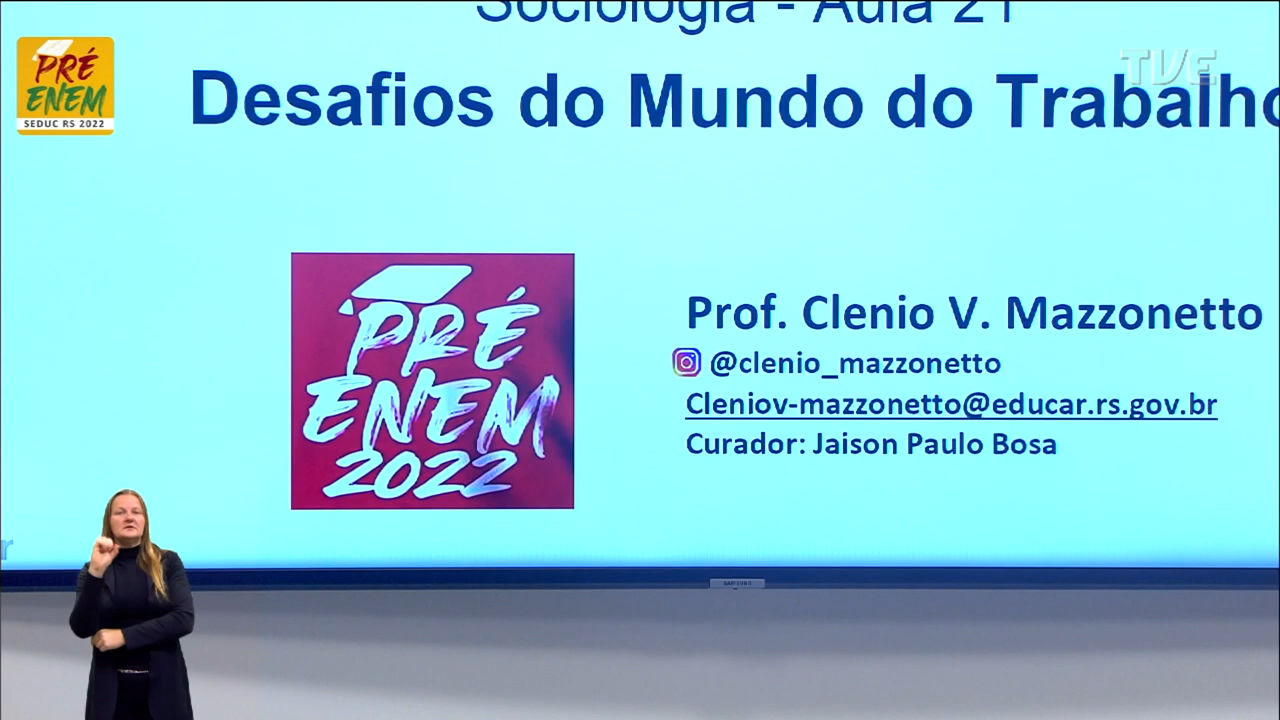 Sociologia - Aula 21
PRÉ
ENEM
SEDUC RS 2022
TVE
Desafios do Mundo do Trabalho
PRÉ
ENEM
2022
Prof. Clenio V. Mazzonetto
@clenio_mazzonetto
Cleniov-mazzonetto@educar.rs.gov.br
Curador: Jaison Paulo Bosa
r
SAMSUNG